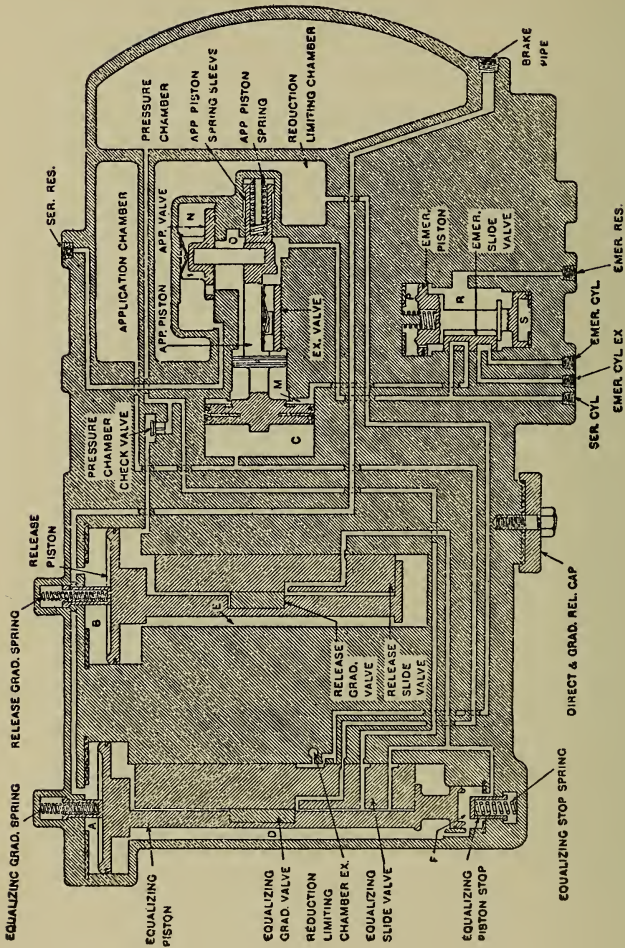 EQUALIZING GRAD. SPRING
RELEASE GRAD. SPRING
RELEASE
PISTON
PRESSURE
CHAMBER
CHECK VALVE
SER. RES.
APPLICATION CHAMBER
APP. PISTON
APP. VALVE
PRESSURE
CHAMBER
APP PISTON
SPRING SLEEVE
APP PISTON
SPRING
REDUCTION
LIMITING CHAMBER
BRAKE
PIPE
A
B
C
D
E
F
M
N
O
P
R
S
EX. VALVE
EMER.
PISTON
EMER.
SLIDE
VALVE
EQUALIZING
PISTON
EQUALIZING
GRAD. VALVE
REDUCTION
LIMITING
CHAMBER EX.
EQUALIZING
SLIDE VALVE
EQUALIZING
PISTON STOP
EQUALIZING STOP SPRING
RELEASE
GRAD. VALVE
RELEASE
SLIDE
VALVE
DIRECT & GRAD. REL. CAP
SER. CYL
EMER. CYL EX
EMER. CYL.
EMER RES.